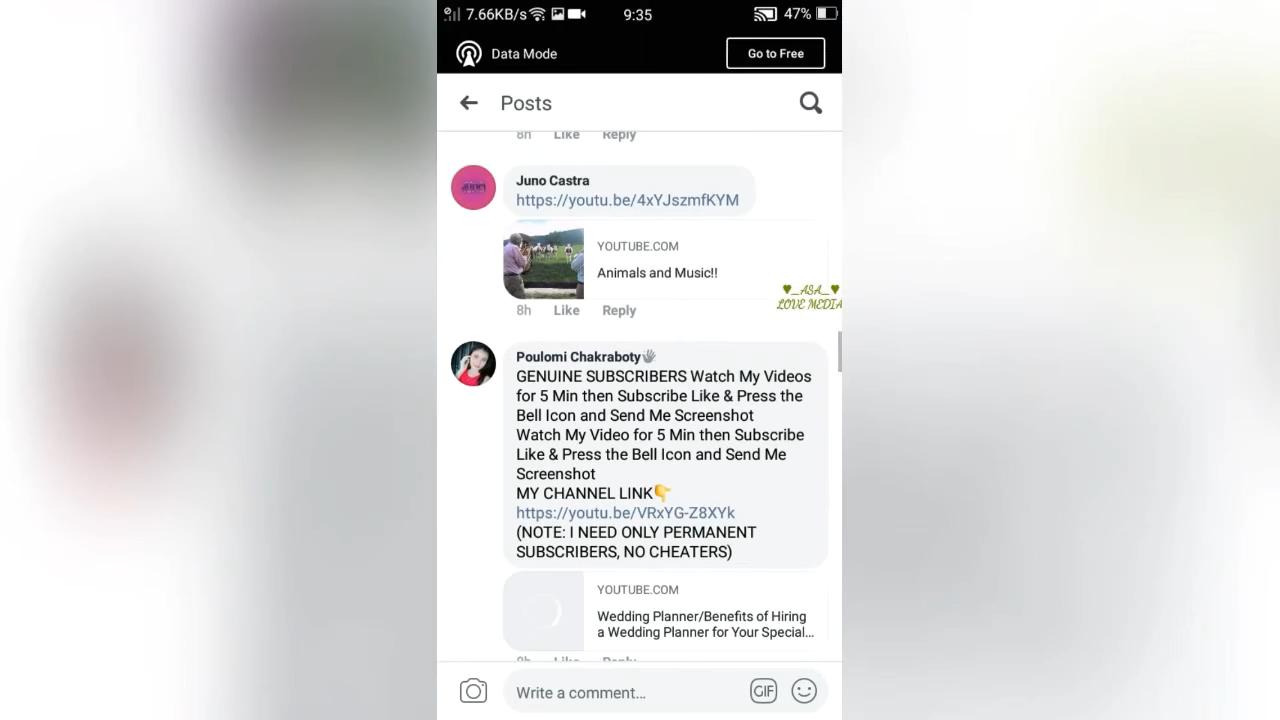 7.66KB/s 9:35 47%
Data Mode Go to Free
Posts
8h Like Reply
Juno Castra
https://youtu.be/4xYJszmfKYM
YOUTUBE.COM
Animals and Music!!
♥_ASA_♥
LOVE MEDIA
8h Like Reply
Poulomi Chakraboty👋
GENUINE SUBSCRIBERS Watch My Videos
for 5 Min then Subscribe Like & Press the
Bell Icon and Send Me Screenshot
Watch My Video for 5 Min then Subscribe
Like & Press the Bell Icon and Send Me
Screenshot
MY CHANNEL LINK👇
https://youtu.be/VRxYG-Z8XYk
(NOTE: I NEED ONLY PERMANENT
SUBSCRIBERS, NO CHEATERS)
YOUTUBE.COM
Wedding Planner/Benefits of Hiring
a Wedding Planner for Your Special...
8h Like Reply
Write a comment... GIF